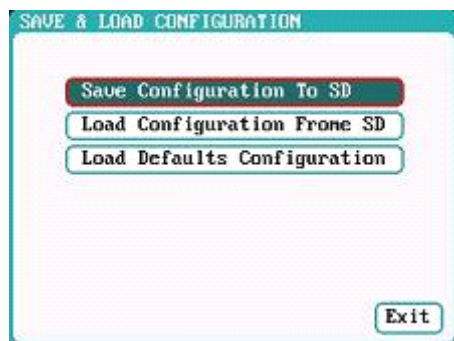 SAVE & LOAD CONFIGURATION
Save Configuration To SD
Load Configuration Frome SD
Load Defaults Configuration
Exit